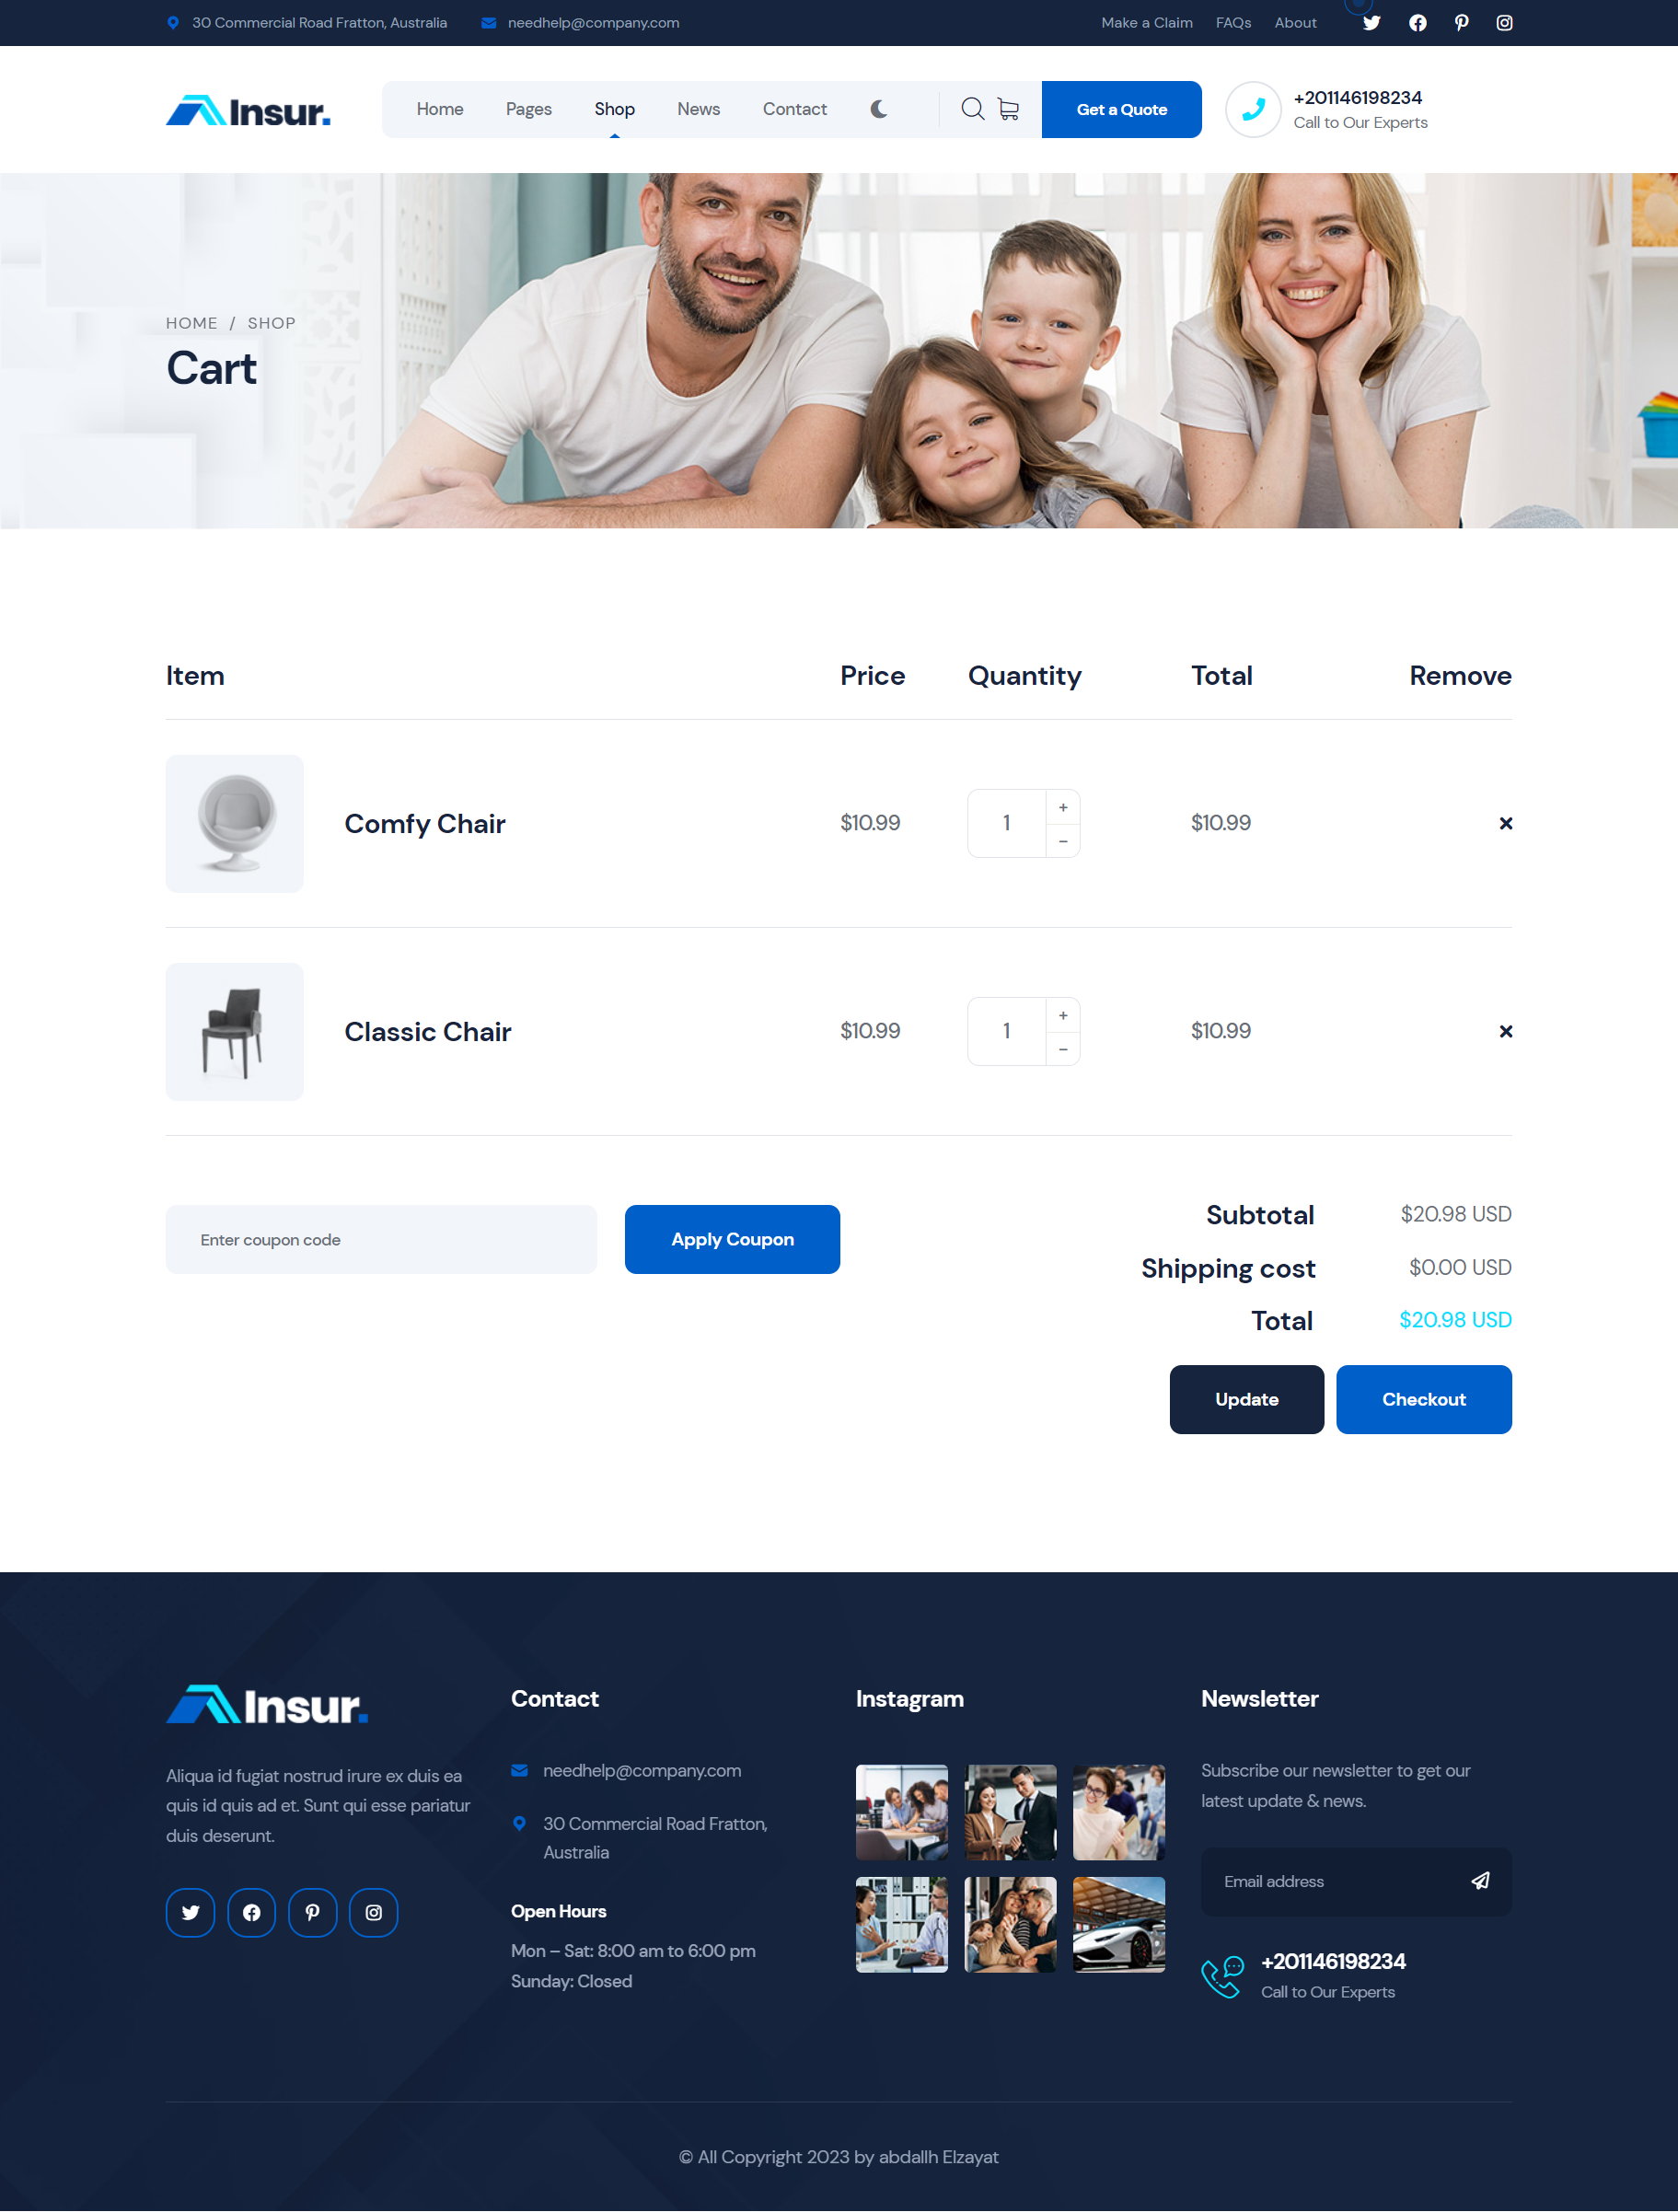 30 Commercial Road Fratton, Australia
needhelp@company.com
Make a Claim
FAQs
About
Insur.
Home
Pages
Shop
News
Contact
Get a Quote
+201146198234
Call to Our Experts
HOME / SHOP
Cart
Item
Price
Quantity
Total
Remove
Comfy Chair
$10.99
1
+
−
$10.99
Classic Chair
$10.99
1
+
−
$10.99
Enter coupon code
Apply Coupon
Subtotal
$20.98 USD
Shipping cost
$0.00 USD
Total
$20.98 USD
Update
Checkout
Insur.
Aliqua id fugiat nostrud irure ex duis ea
quis id quis ad et. Sunt qui esse pariatur
duis deserunt.
Contact
needhelp@company.com
30 Commercial Road Fratton,
Australia
Open Hours
Mon – Sat: 8:00 am to 6:00 pm
Sunday: Closed
Instagram
Newsletter
Subscribe our newsletter to get our
latest update & news.
Email address
+201146198234
Call to Our Experts
© All Copyright 2023 by abdallh Elzayat